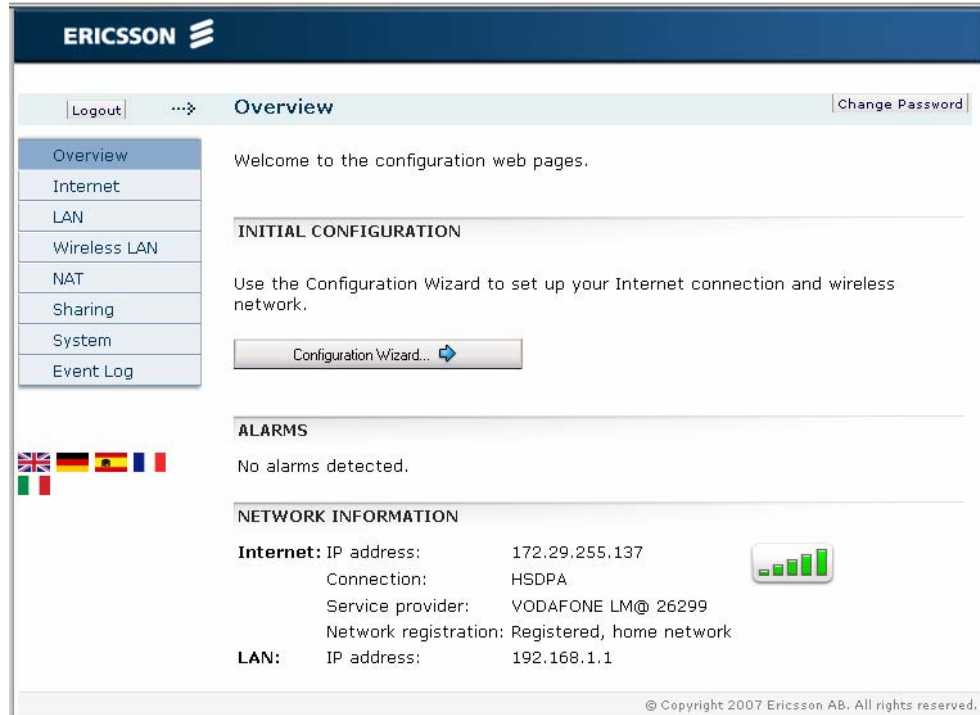 ERICSSON
Logout
Overview
Change Password
Overview
Internet
LAN
Wireless LAN
NAT
Sharing
System
Event Log
Welcome to the configuration web pages.
INITIAL CONFIGURATION
Use the Configuration Wizard to set up your Internet connection and wireless
network.
Configuration Wizard...
ALARMS
No alarms detected.
NETWORK INFORMATION
Internet: IP address: 172.29.255.137
Connection: HSDPA
Service provider: VODAFONE LM@ 26299
Network registration: Registered, home network
LAN: IP address: 192.168.1.1
© Copyright 2007 Ericsson AB. All rights reserved.